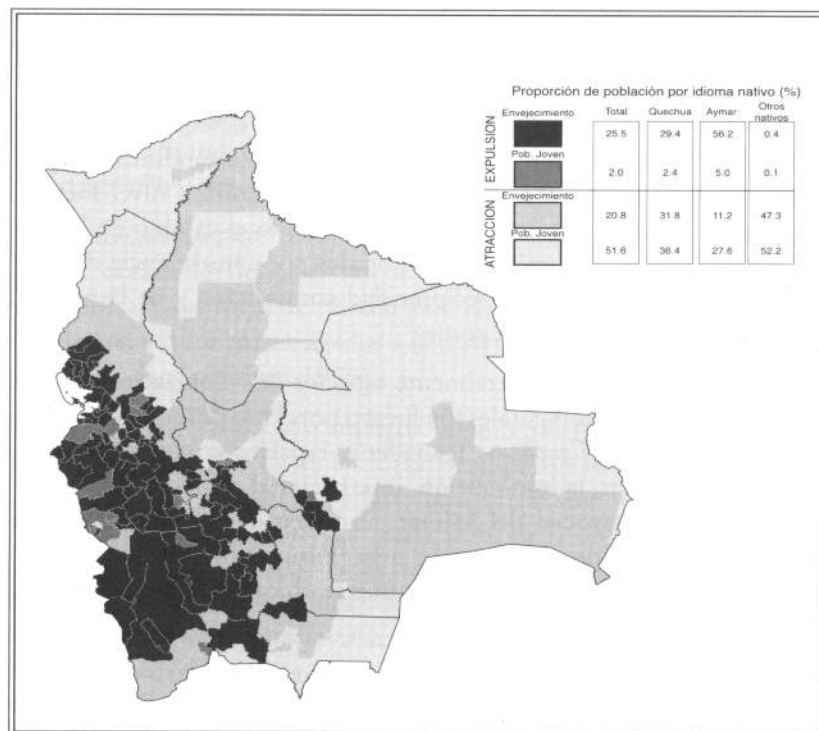 Proporción de población por idioma nativo (%)
Envejecimiento Total Quechua Aymar Otros nativos
EXPULSION
25.5 29.4 56.2 0.4
Pob. Joven
2.0 2.4 5.0 0.1
ATRACCION
Envejecimiento
20.8 31.8 11.2 47.3
Pob. Joven
51.6 36.4 27.6 52.2